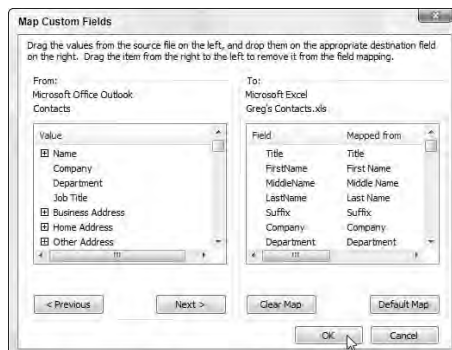 Map Custom Fields
Drag the values from the source file on the left, and drop them on the appropriate destination field
on the right. Drag the item from the right to the left to remove it from the field mapping.
From:
Microsoft Office Outlook
Contacts
To:
Microsoft Excel
Greg's Contacts.xls
Value
Name
Company
Department
Job Title
Business Address
Home Address
Other Address
Field Mapped from
Title Title
FirstName First Name
MiddleName Middle Name
LastName Last Name
Suffix Suffix
Company Company
Department Department
< Previous
Next >
Clear Map
Default Map
OK
Cancel